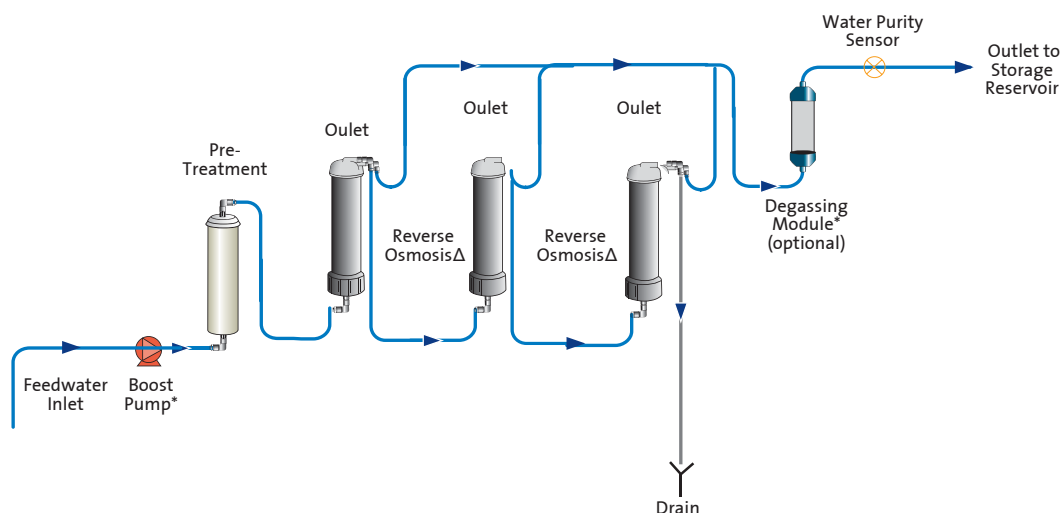 Water Purity
Sensor
Outlet to
Storage
Reservoir
Oulet
Oulet
Oulet
Pre-
Treatment
Degassing
Module*
(optional)
Reverse
OsmosisΔ
Reverse
OsmosisΔ
Feedwater
Inlet
Boost
Pump*
Drain